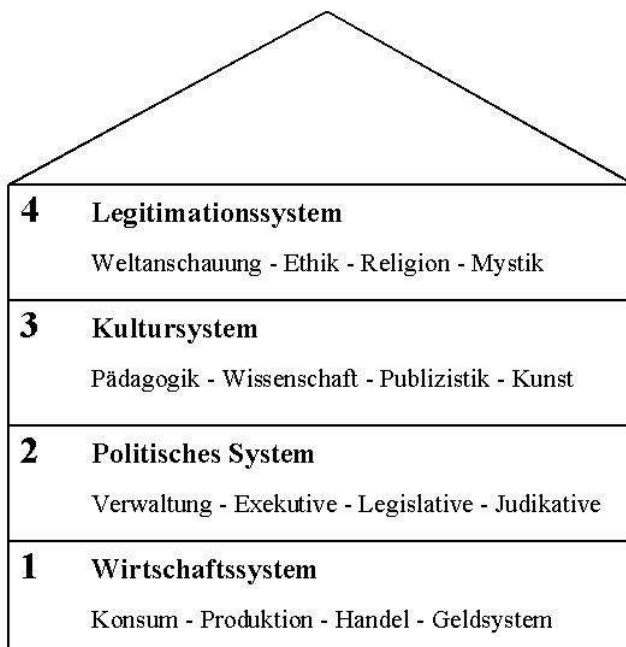 4 Legitimationssystem
Weltanschauung - Ethik - Religion - Mystik
3 Kultursystem
Pädagogik - Wissenschaft - Publizistik - Kunst
2 Politisches System
Verwaltung - Exekutive - Legislative - Judikative
1 Wirtschaftssystem
Konsum - Produktion - Handel - Geldsystem